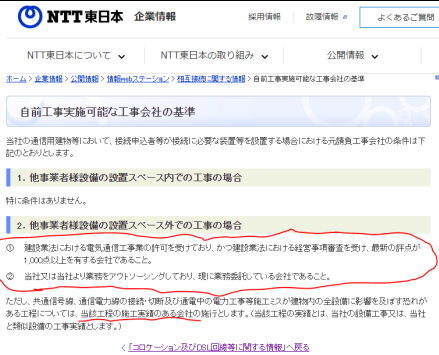 NTT東日本 企業情報
採用情報 故障情報 よくあるご質問
NTT東日本について NTT東日本の取り組み 公開情報
ホーム > 企業情報 > 公開情報 > 情報webステーション > 相互接続に関する情報 > 自前工事実施可能な工事会社の基準
自前工事実施可能な工事会社の基準
当社の通信用建物等において、接続申込者等が接続に必要な装置等を設置する場合における元請負工事会社の条件は下
記のとおりとします。
1. 他事業者様設備の設置スペース内での工事の場合
特に条件はありません。
2. 他事業者様設備の設置スペース外での工事の場合
① 建設業法における電気通信工事業の許可を受けており、かつ建設業法における経営事項審査を受け、最新の評点が
1,000点以上を有する会社であること。
② 当社又は当社より業務をアウトソーシングしており、現に業務委託している会社であること。
ただし、共通信号線、通信電力線の接続・切断及び通電中の電力工事等施工ミスが建物内の全設備に影響を及ぼす恐れが
ある工程については、当該工程の施工実績のある会社の施行とします。（当該工程の実績とは、当社の設備工事又は、当社
と類似設備の工事実績とします。）
< 「コロケーション及びDSL回線等に関する情報」へ戻る